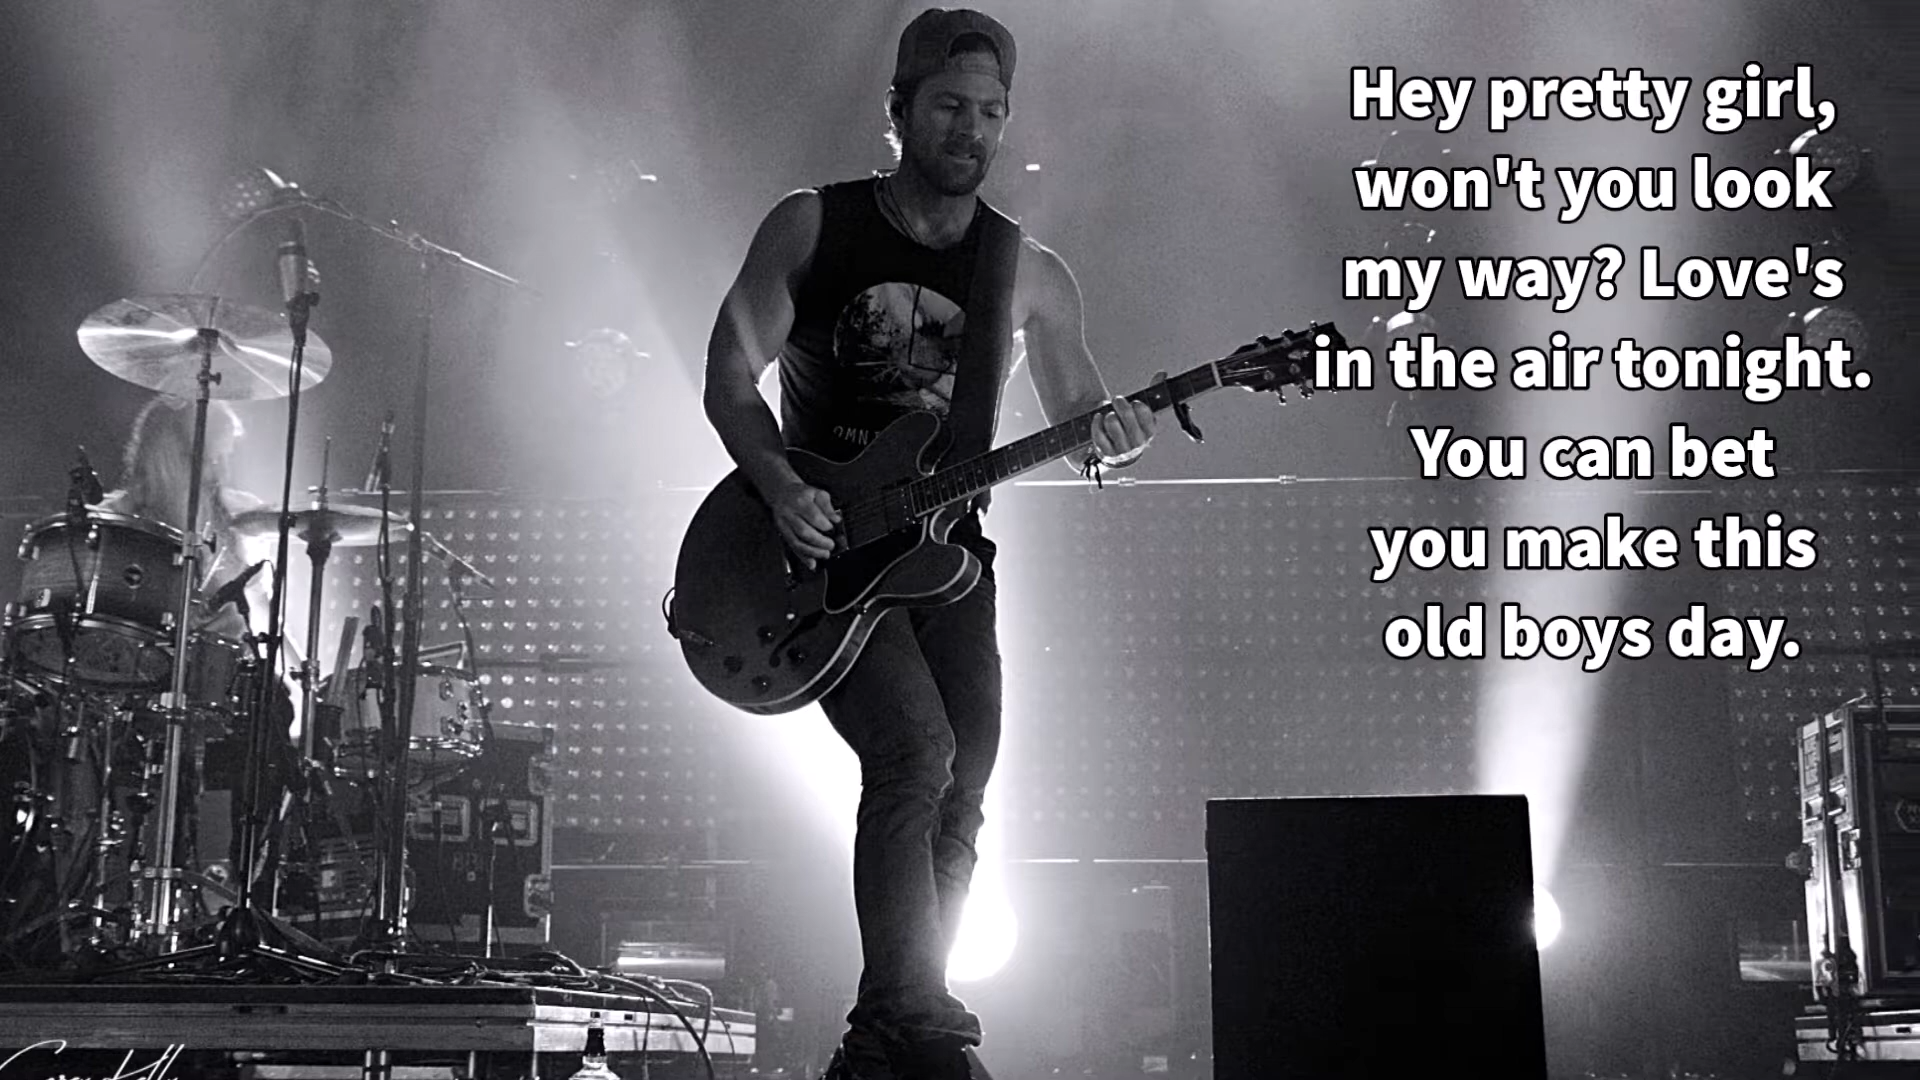 Hey pretty girl,
won't you look
my way? Love's
in the air tonight.
You can bet
you make this
old boys day.